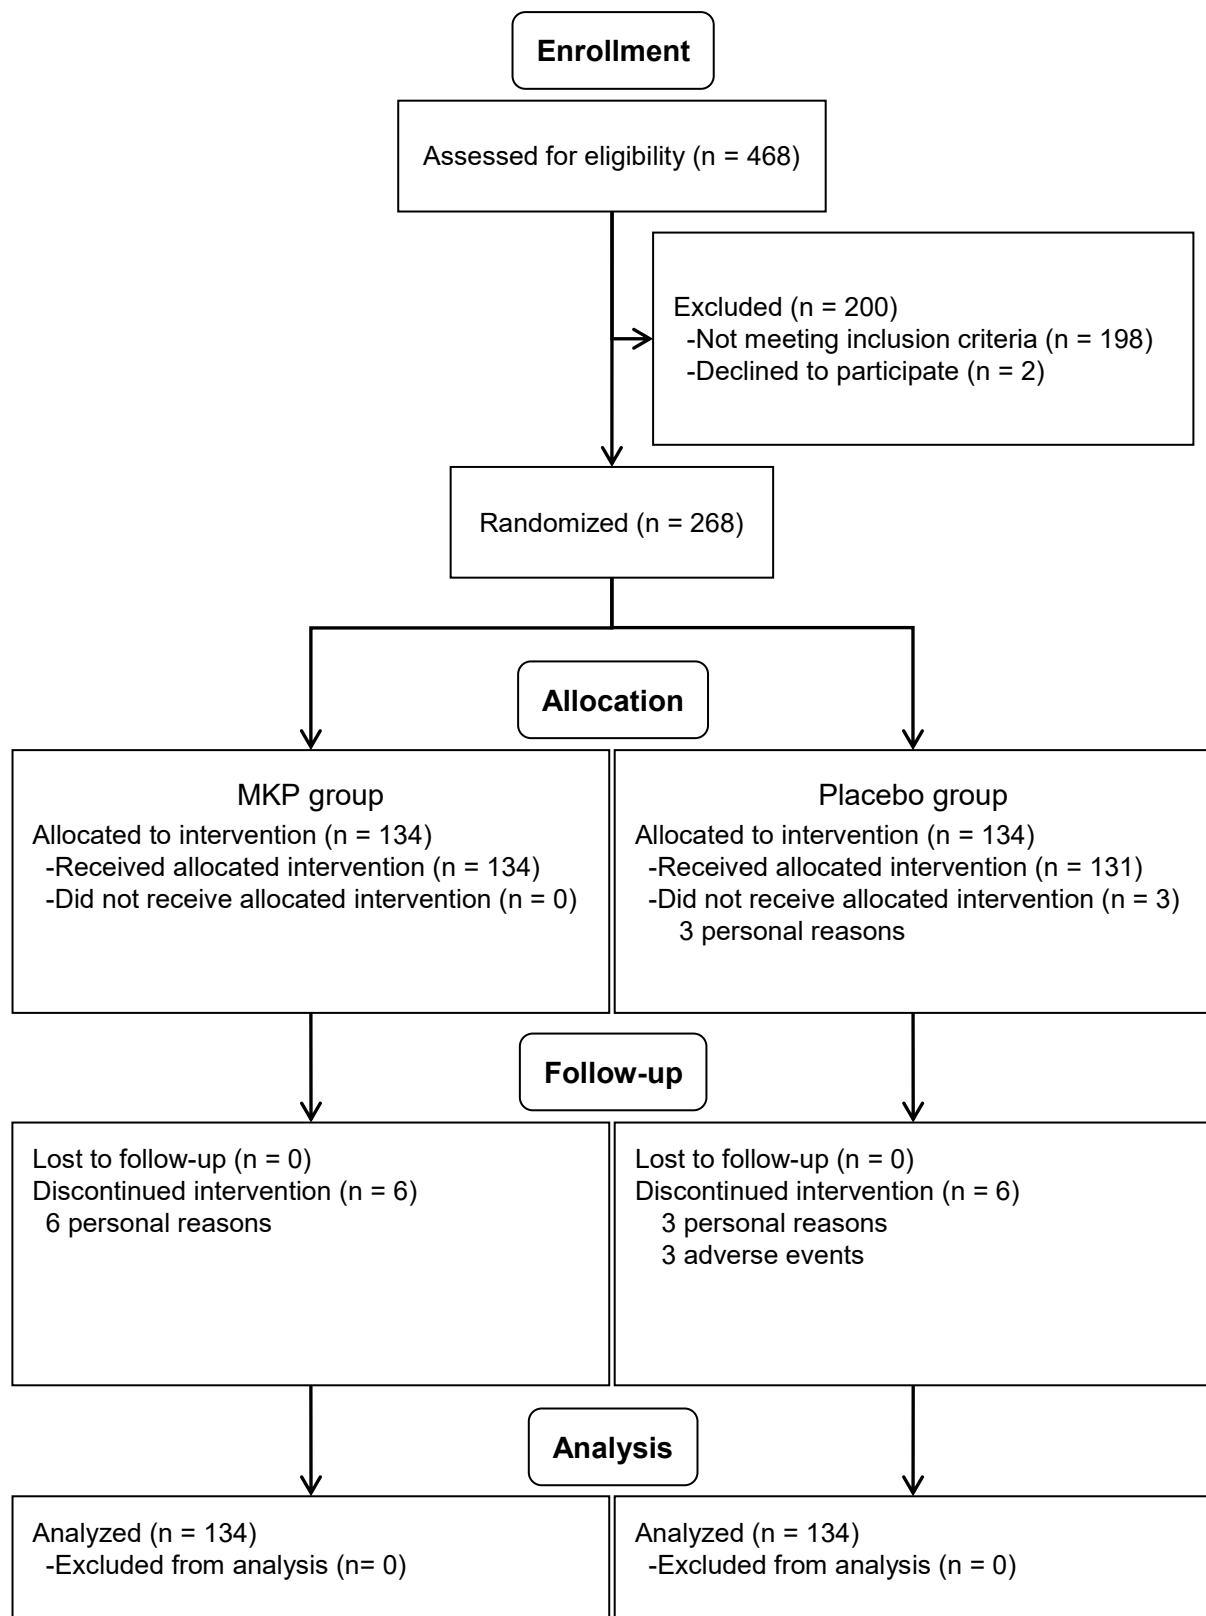 Enrollment
Assessed for eligibility (n = 468)
Excluded (n = 200)
-Not meeting inclusion criteria (n = 198)
-Declined to participate (n = 2)
Randomized (n = 268)
Allocation
MKP group
Allocated to intervention (n = 134)
-Received allocated intervention (n = 134)
-Did not receive allocated intervention (n = 0)
Placebo group
Allocated to intervention (n = 134)
-Received allocated intervention (n = 131)
-Did not receive allocated intervention (n = 3)
3 personal reasons
Follow-up
Lost to follow-up (n = 0)
Discontinued intervention (n = 6)
6 personal reasons
Lost to follow-up (n = 0)
Discontinued intervention (n = 6)
3 personal reasons
3 adverse events
Analysis
Analyzed (n = 134)
-Excluded from analysis (n= 0)
Analyzed (n = 134)
-Excluded from analysis (n = 0)